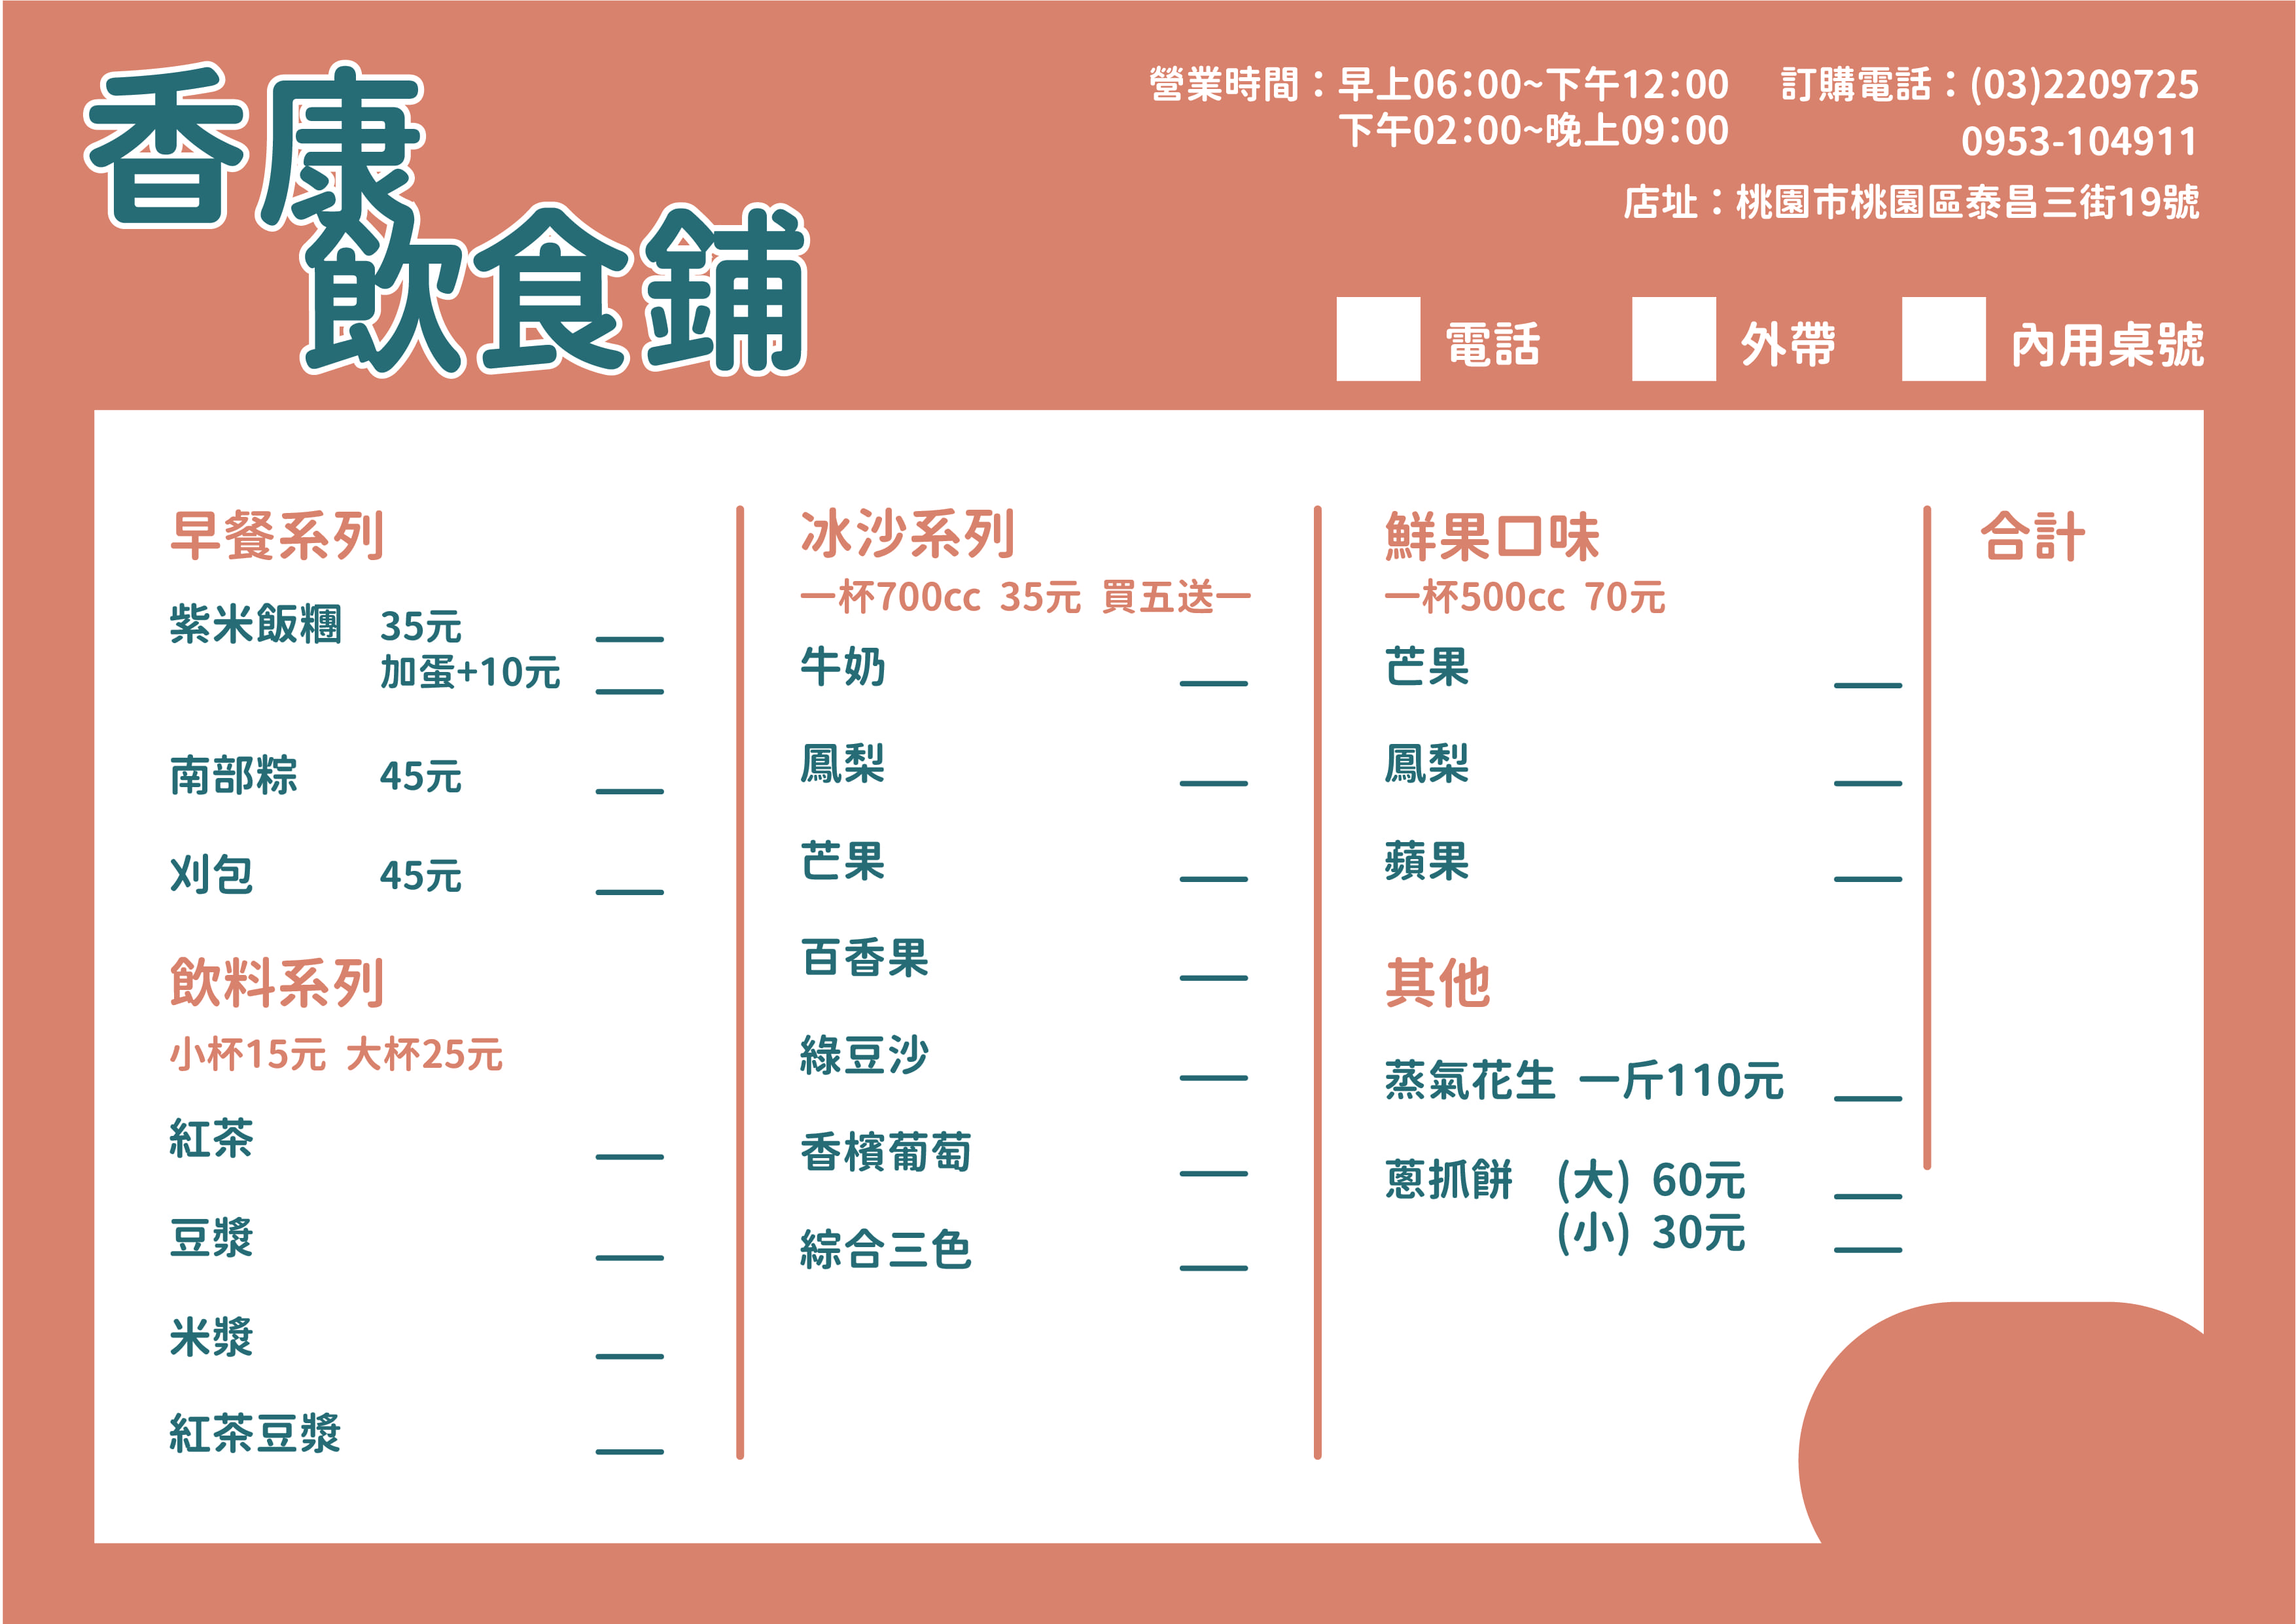 香康
飲食鋪
營業時間：早上06:00~下午12:00
下午02:00~晚上09:00
訂購電話：(03)2209725
0953-104911
店址：桃園市桃園區泰昌三街19號
電話
外帶
內用桌號
早餐系列
紫米飯糰 35元
加蛋+10元
南部粽 45元
刈包 45元
飲料系列
小杯15元 大杯25元
紅茶
豆漿
米漿
紅茶豆漿
冰沙系列
一杯700cc 35元 買五送一
牛奶
鳳梨
芒果
百香果
綠豆沙
香檳葡萄
綜合三色
鮮果口味
一杯500cc 70元
芒果
鳳梨
蘋果
其他
蒸氣花生 一斤110元
蔥抓餅 (大) 60元
(小) 30元
合計